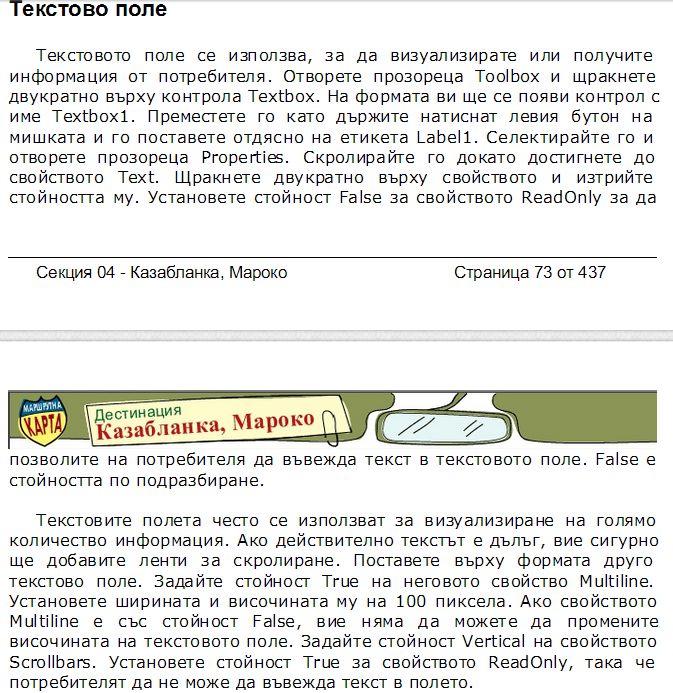 Текстово поле
Текстовото поле се използва, за да визуализирате или получите
информация от потребителя. Отворете прозореца Toolbox и щракнете
двукратно върху контрола Textbox. На формата ви ще се появи контрол с
име Textbox1. Преместете го като държите натиснат левия бутон на
мишката и го поставете отдясно на етикета Label1. Селектирайте го и
отворете прозореца Properties. Скролирайте го докато достигнете до
свойството Text. Щракнете двукратно върху свойството и изтрийте
стойността му. Установете стойност False за свойството ReadOnly за да
Секция 04 - Казабланка, Мароко Страница 73 от 437
МАРШРУТНА
КАРТА
Дестинация
Казабланка, Мароко
позволите на потребителя да въвежда текст в текстовото поле. False е
стойността по подразбиране.
Текстовите полета често се използват за визуализиране на голямо
количество информация. Ако действително текстът е дълъг, вие сигурно
ще добавите ленти за скролиране. Поставете върху формата друго
текстово поле. Задайте стойност True на неговото свойство Multiline.
Установете ширината и височината му на 100 пиксела. Ако свойството
Multiline е със стойност False, вие няма да можете да промените
височината на текстовото поле. Задайте стойност Vertical на свойството
Scrollbars. Установете стойност True за свойството ReadOnly, така че
потребителят да не може да въвежда текст в полето.